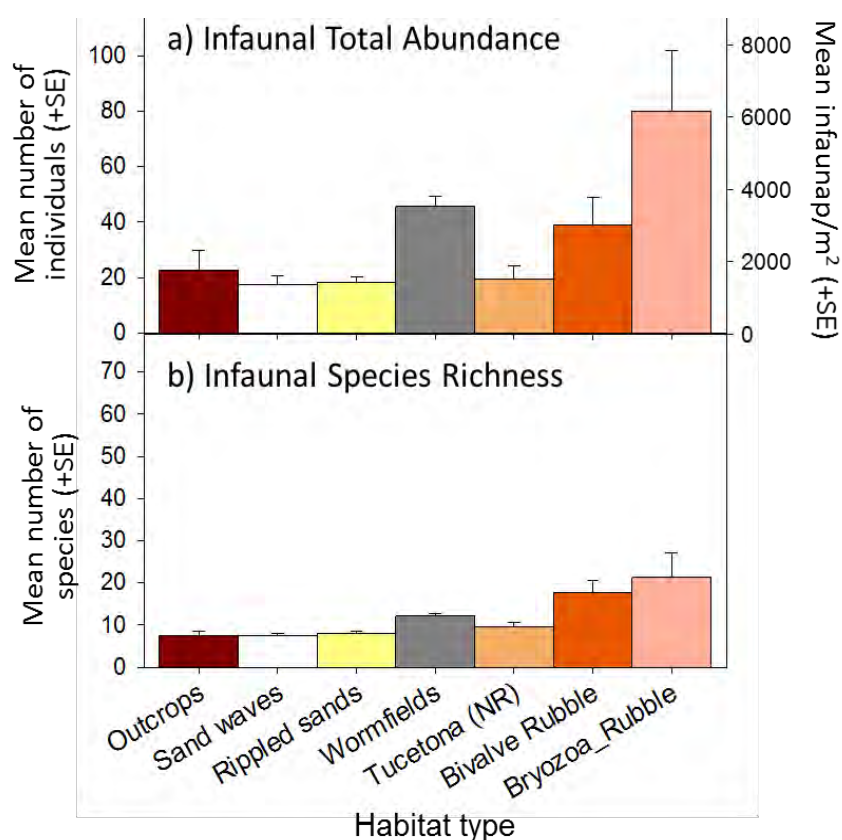 a) Infaunal Total Abundance
Mean number of
individuals (+SE)
100
80
60
40
20
0
8000
6000
4000
2000
0
Mean infaunap/m² (+SE)
b) Infaunal Species Richness
Mean number of
species (+SE)
70
60
50
40
30
20
10
0
Outcrops
Sand waves
Rippled sands
Wormfields
Tucetona (NR)
Bivalve Rubble
Bryozoa_Rubble
Habitat type